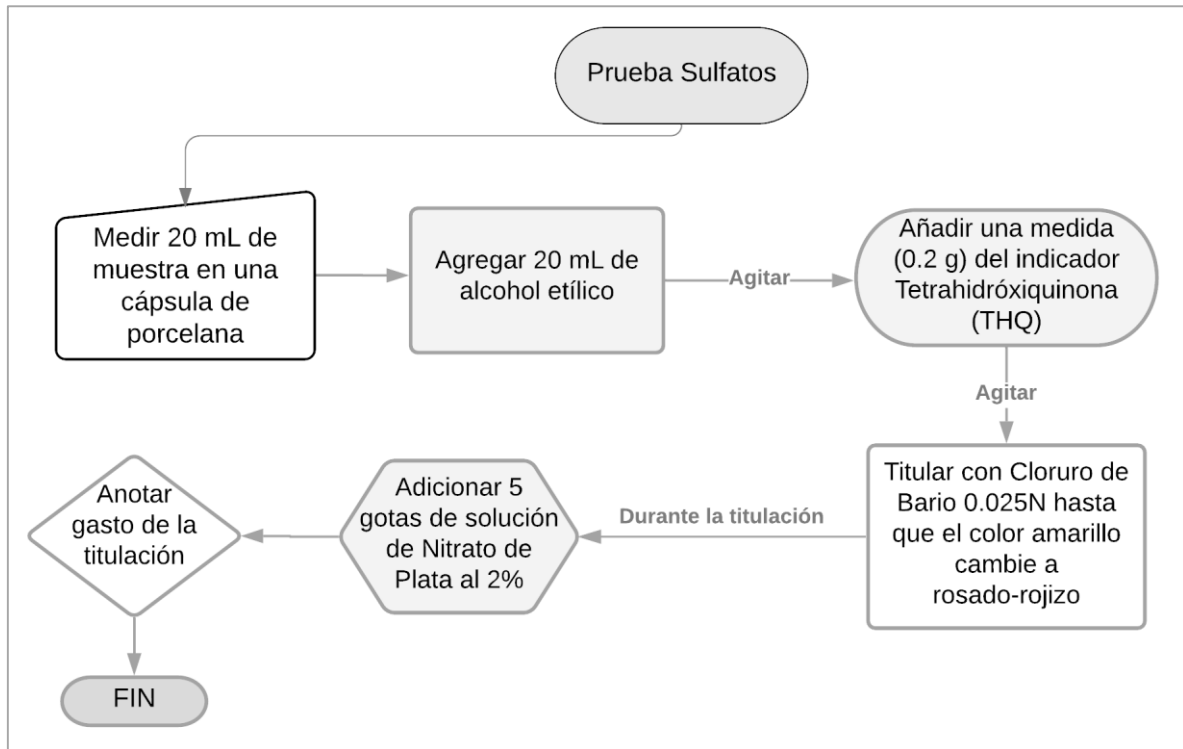 Prueba Sulfatos
Medir 20 mL de
muestra en una
cápsula de
porcelana
Agregar 20 mL de
alcohol etílico
Agitar
Añadir una medida
(0.2 g) del indicador
Tetrahidróxiquinona
(THQ)
Agitar
Titular con Cloruro de
Bario 0.025N hasta
que el color amarillo
cambie a
rosado-rojizo
Durante la titulación
Adicionar 5
gotas de solución
de Nitrato de
Plata al 2%
Anotar
gasto de la
titulación
FIN